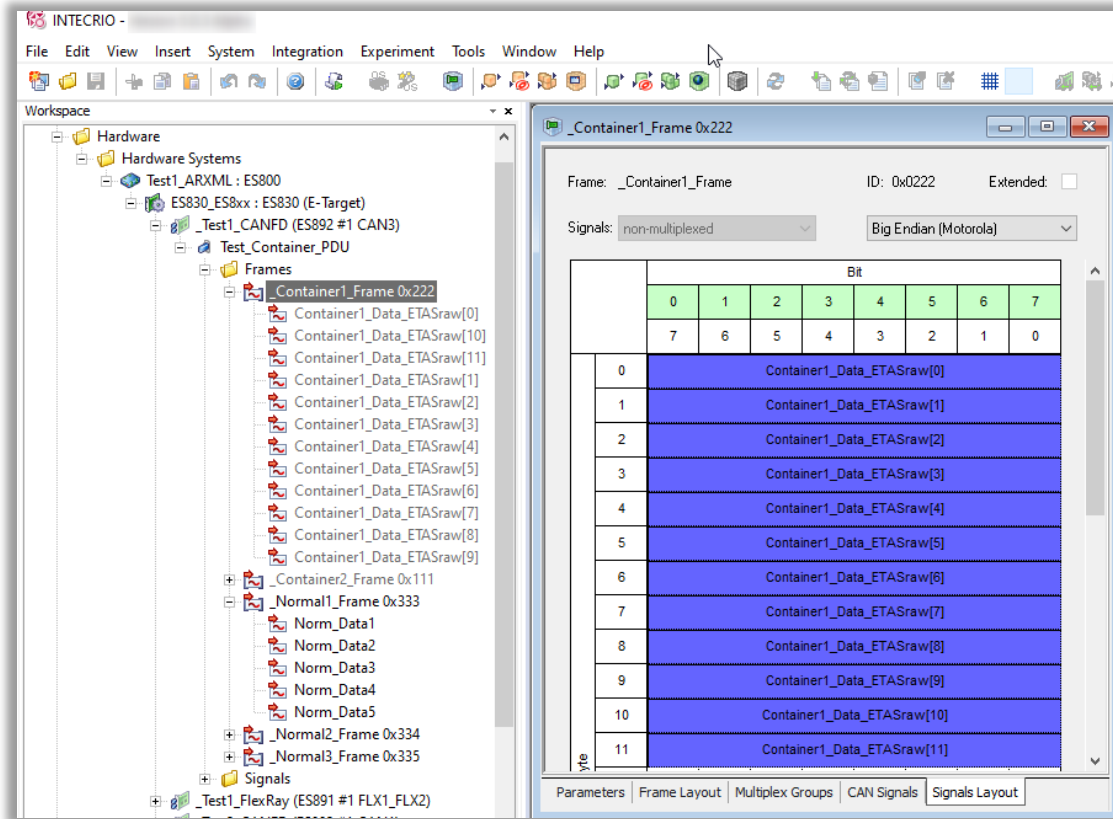 INTECRIO -
File Edit View Insert System Integration Experiment Tools Window Help
Workspace
Hardware
Hardware Systems
Test1_ARXML : ES800
ES830_ES8xx : ES830 (E-Target)
_Test1_CANFD (ES892 #1 CAN3)
Test_Container_PDU
Frames
_Container1_Frame 0x222
Container1_Data_ETASraw[0]
Container1_Data_ETASraw[10]
Container1_Data_ETASraw[11]
Container1_Data_ETASraw[1]
Container1_Data_ETASraw[2]
Container1_Data_ETASraw[3]
Container1_Data_ETASraw[4]
Container1_Data_ETASraw[5]
Container1_Data_ETASraw[6]
Container1_Data_ETASraw[7]
Container1_Data_ETASraw[8]
Container1_Data_ETASraw[9]
_Container2_Frame 0x111
_Normal1_Frame 0x333
Norm_Data1
Norm_Data2
Norm_Data3
Norm_Data4
Norm_Data5
_Normal2_Frame 0x334
_Normal3_Frame 0x335
Signals
_Test1_FlexRay (ES891 #1 FLX1_FLX2)
_Container1_Frame 0x222
Frame: _Container1_Frame ID: 0x0222 Extended:
Signals: non-multiplexed Big Endian (Motorola)
Bit
0 1 2 3 4 5 6 7
7 6 5 4 3 2 1 0
0 Container1_Data_ETASraw[0]
1 Container1_Data_ETASraw[1]
2 Container1_Data_ETASraw[2]
3 Container1_Data_ETASraw[3]
4 Container1_Data_ETASraw[4]
5 Container1_Data_ETASraw[5]
6 Container1_Data_ETASraw[6]
7 Container1_Data_ETASraw[7]
8 Container1_Data_ETASraw[8]
9 Container1_Data_ETASraw[9]
10 Container1_Data_ETASraw[10]
11 Container1_Data_ETASraw[11]
Parameters Frame Layout Multiplex Groups CAN Signals Signals Layout